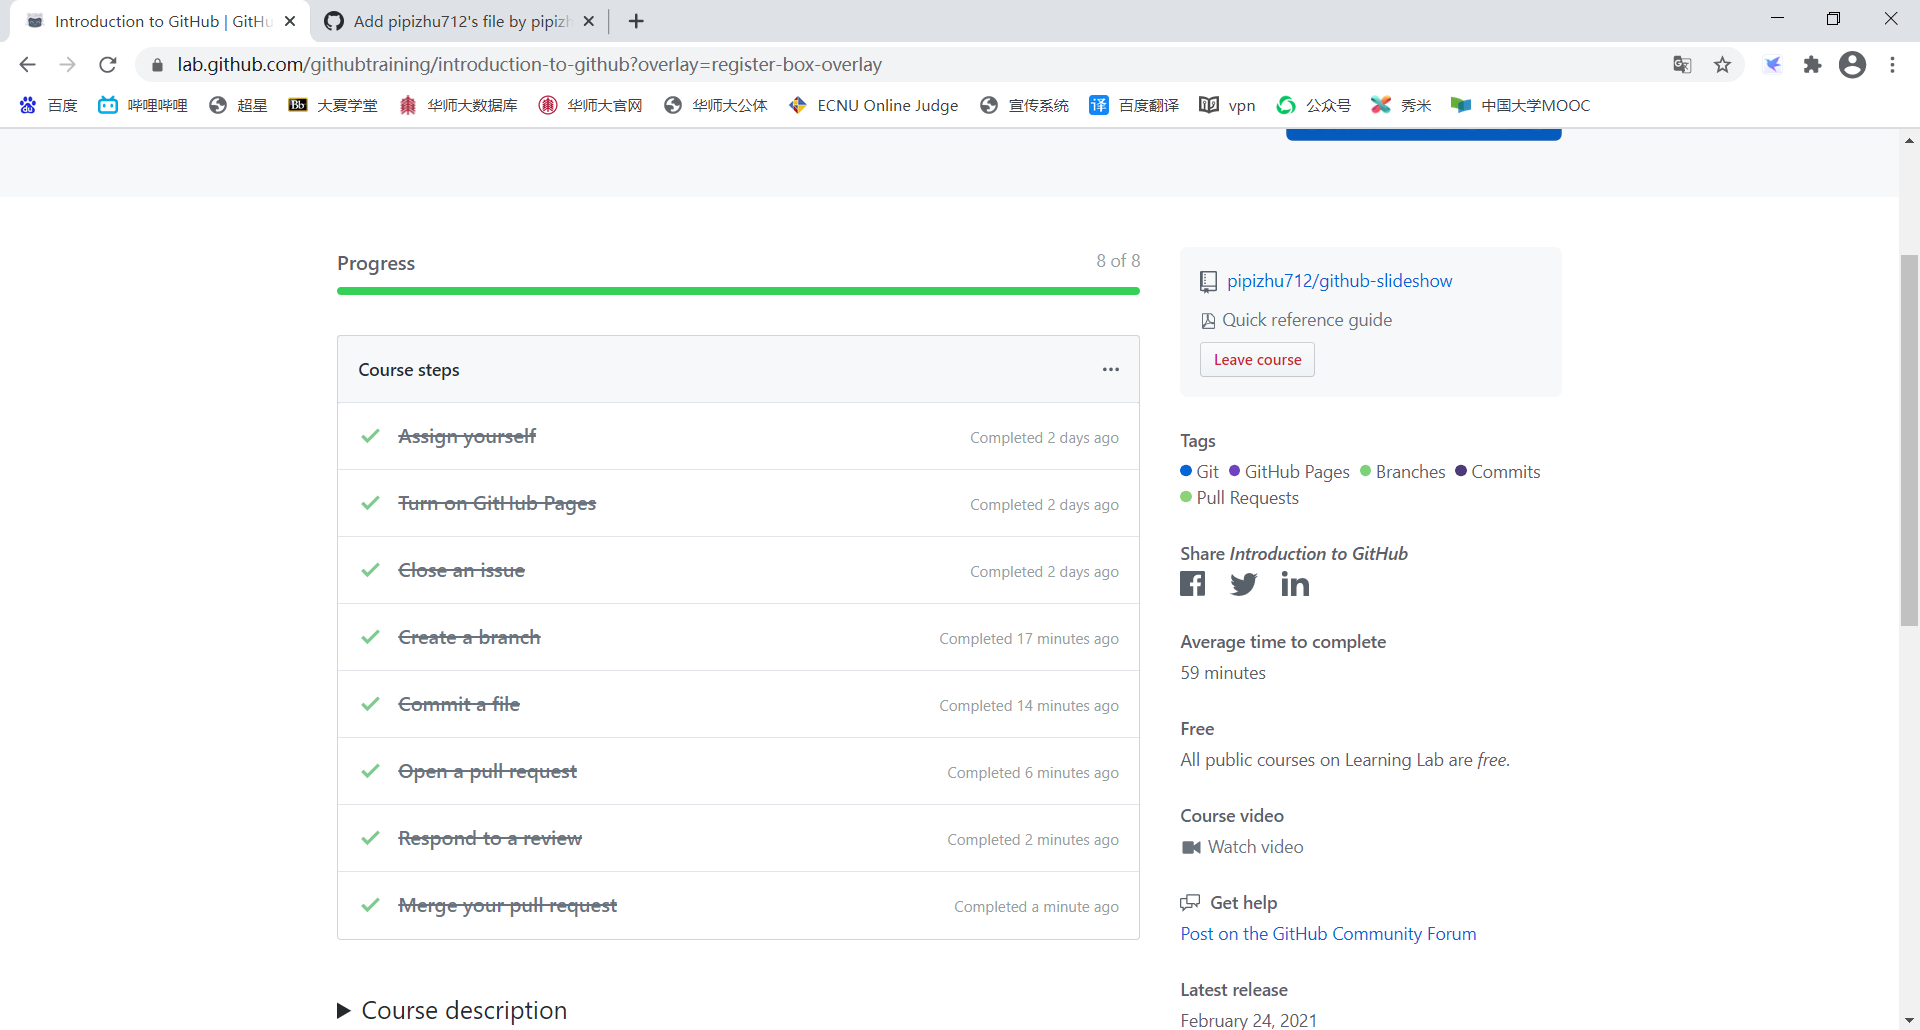 Introduction to GitHub | GitHu
Add pipizhu712's file by pipizh
lab.github.com/githubtraining/introduction-to-github?overlay=register-box-overlay
百度 哔哩哔哩 超星 Bb 大夏学堂 华师大数据库 华师大官网 华师大公体 ECNU Online Judge 宣传系统 译 百度翻译 vpn 公众号 秀米 中国大学MOOC
Progress
8 of 8
Course steps
Assign yourself
Completed 2 days ago
Turn on GitHub Pages
Completed 2 days ago
Close an issue
Completed 2 days ago
Create a branch
Completed 17 minutes ago
Commit a file
Completed 14 minutes ago
Open a pull request
Completed 6 minutes ago
Respond to a review
Completed 2 minutes ago
Merge your pull request
Completed a minute ago
Course description
pipizhu712/github-slideshow
Quick reference guide
Leave course
Tags
Git GitHub Pages Branches Commits
Pull Requests
Share Introduction to GitHub
Average time to complete
59 minutes
Free
All public courses on Learning Lab are free.
Course video
Watch video
Get help
Post on the GitHub Community Forum
Latest release
February 24, 2021